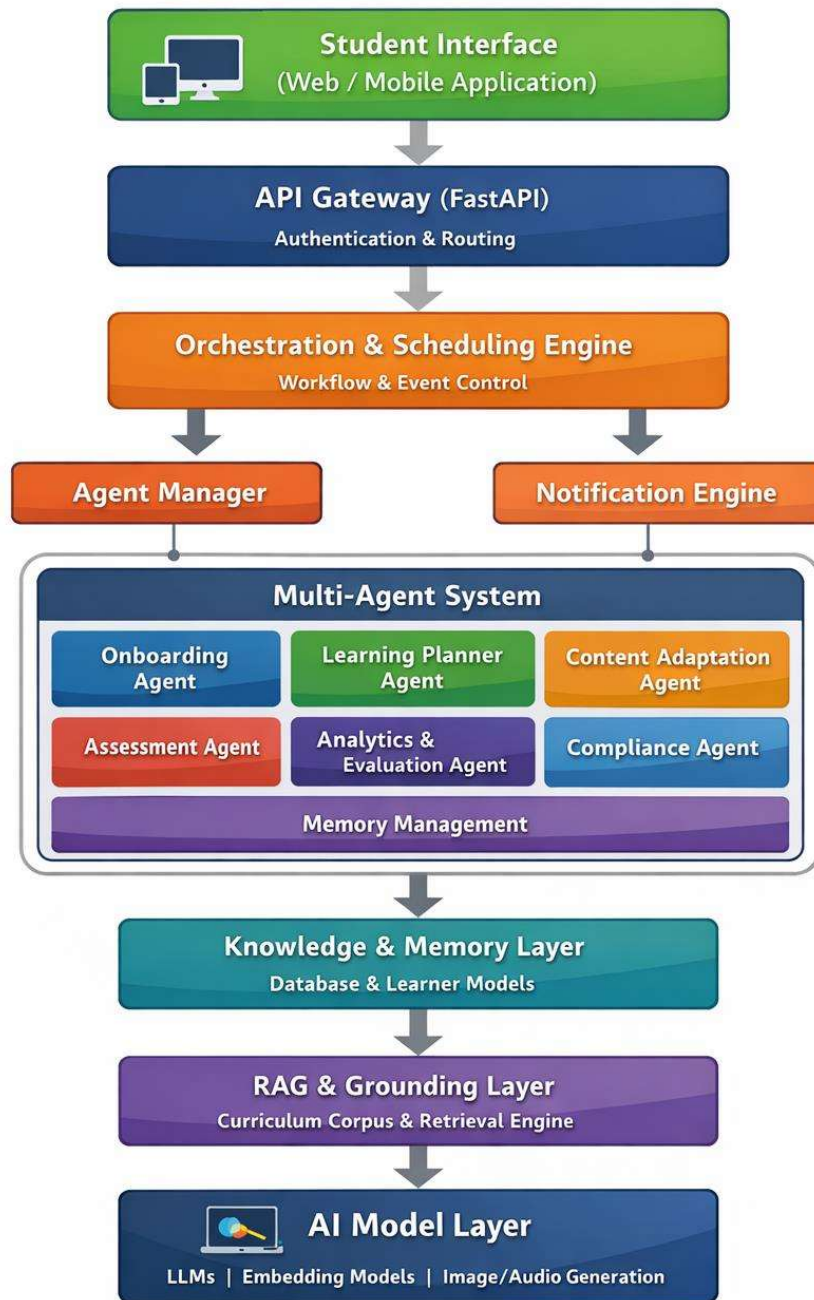 Student Interface
(Web / Mobile Application)
API Gateway (FastAPI)
Authentication & Routing
Orchestration & Scheduling Engine
Workflow & Event Control
Agent Manager
Notification Engine
Multi-Agent System
Onboarding
Agent
Learning Planner
Agent
Content Adaptation
Agent
Assessment Agent
Analytics &
Evaluation Agent
Compliance Agent
Memory Management
Knowledge & Memory Layer
Database & Learner Models
RAG & Grounding Layer
Curriculum Corpus & Retrieval Engine
AI Model Layer
LLMs | Embedding Models | Image/Audio Generation